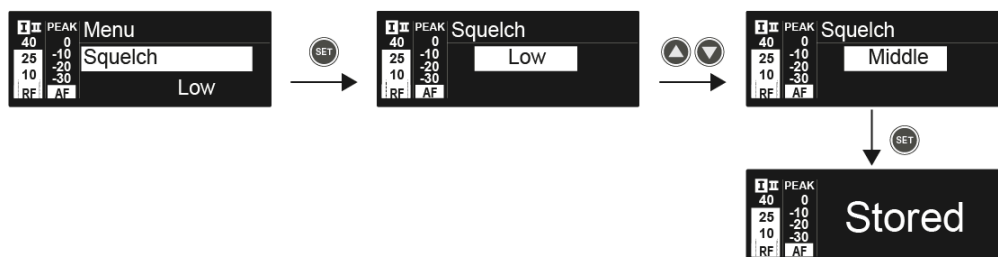 I II PEAK Menu
40 0
25 -10 Squelch
-20
10 -30
RF AF Low
SET
I II PEAK Squelch
40 0
25 -10 Low
-20
10 -30
RF AF
I II PEAK Squelch
40 0
25 -10 Middle
-20
10 -30
RF AF
SET
I II PEAK
40 0
25 -10 Stored
-20
10 -30
RF AF